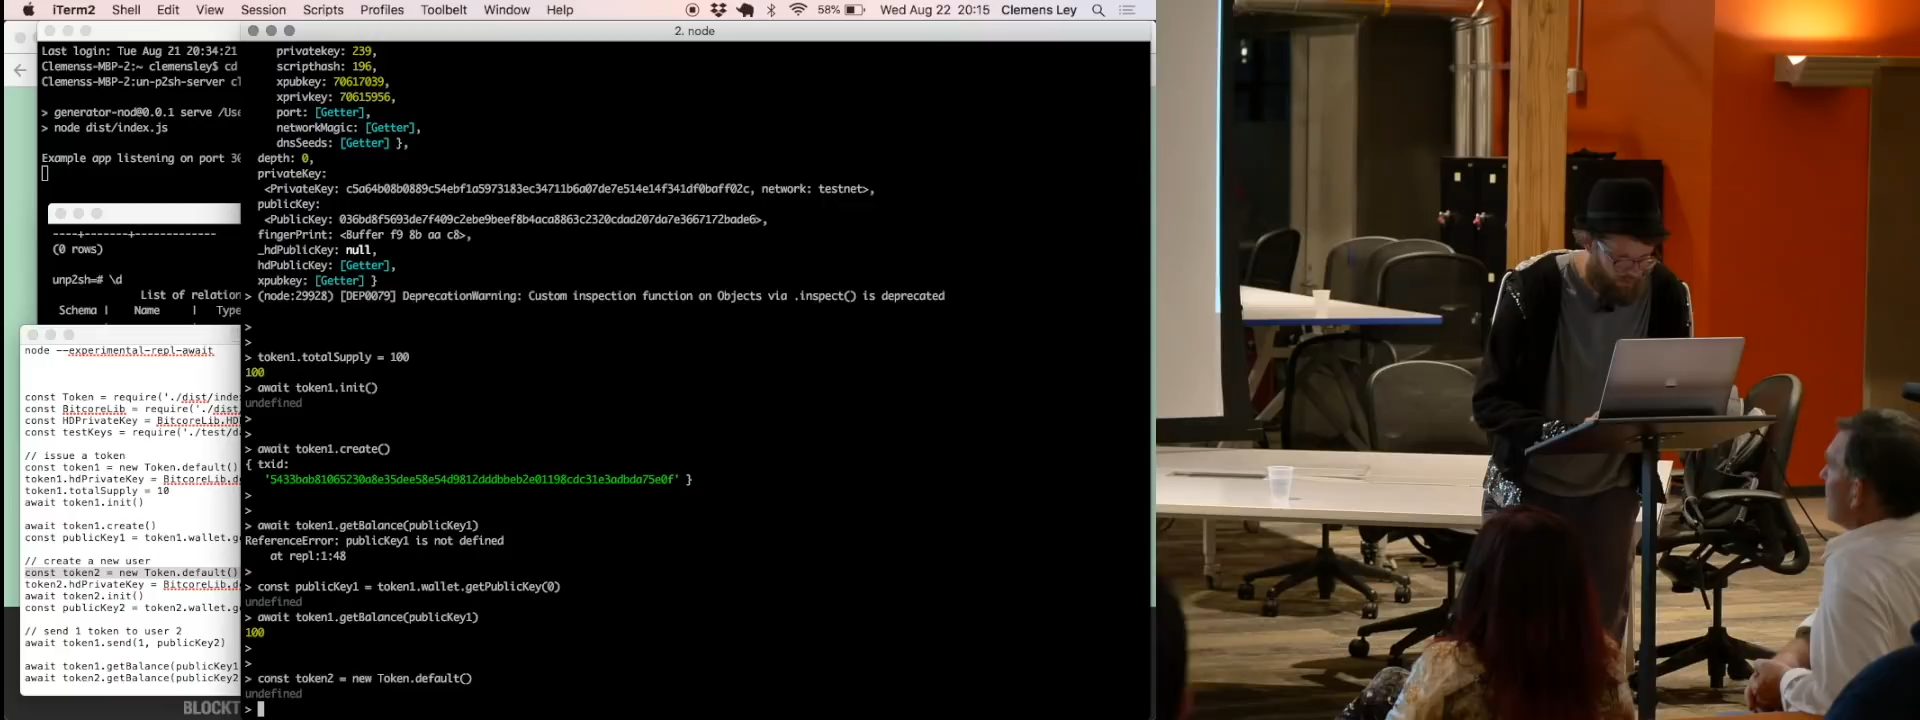 iTerm2 Shell Edit View Session Scripts Profiles Toolbelt Window Help 58% Wed Aug 22 20:15 Clemens Ley
2. node
Last login: Tue Aug 21 20:34:21
Clemenss-MBP-2:~ clemensley$ cd
Clemenss-MBP-2:un-p2sh-server cl
> generator-nod@0.0.1 serve /Use
> node dist/index.js
Example app listening on port 30
----+-------+-------------
(0 rows)
unp2sh=# \d
List of relation
Schema | Name | Type
node --experimental-repl-await
const Token = require('./dist/inde
const BitcoreLib = require('./dist
const HDPrivateKey = BitcoreLib.HD
const testKeys = require('./test/d
// issue a token
const token1 = new Token.default()
token1.hdPrivateKey = BitcoreLib.d
token1.totalSupply = 10
await token1.init()
await token1.create()
const publicKey1 = token1.wallet.g
// create a new user
const token2 = new Token.default()
token2.hdPrivateKey = BitcoreLib.d
await token2.init()
const publicKey2 = token2.wallet.g
// send 1 token to user 2
await token1.send(1, publicKey2)
await token1.getBalance(publicKey1
await token2.getBalance(publicKey2
BLOCKT
privatekey: 239,
scripthash: 196,
xpubkey: 70617039,
xprivkey: 70615956,
port: [Getter],
networkMagic: [Getter],
dnsSeeds: [Getter] },
depth: 0,
privateKey:
<PrivateKey: c5a64b08b0889c54ebf1a5973183ec34711b6a07de7e514e14f341df0baff02c, network: testnet>,
publicKey:
<PublicKey: 036bd8f5693de7f409c2ebe9beef8b4aca8863c2320cdad207da7e3667172bade6>,
fingerPrint: <Buffer f9 8b aa c8>,
_hdPublicKey: null,
hdPublicKey: [Getter],
xpubkey: [Getter] }
> (node:29928) [DEP0079] DeprecationWarning: Custom inspection function on Objects via .inspect() is deprecated
>
>
> token1.totalSupply = 100
100
> await token1.init()
undefined
>
>
> await token1.create()
{ txid:
'5433bab81065230a8e35dee58e54d9812dddbbeb2e01198cdc31e3adbda75e0f' }
>
>
> await token1.getBalance(publicKey1)
ReferenceError: publicKey1 is not defined
at repl:1:48
>
> const publicKey1 = token1.wallet.getPublicKey(0)
undefined
> await token1.getBalance(publicKey1)
100
>
>
> const token2 = new Token.default()
undefined
>